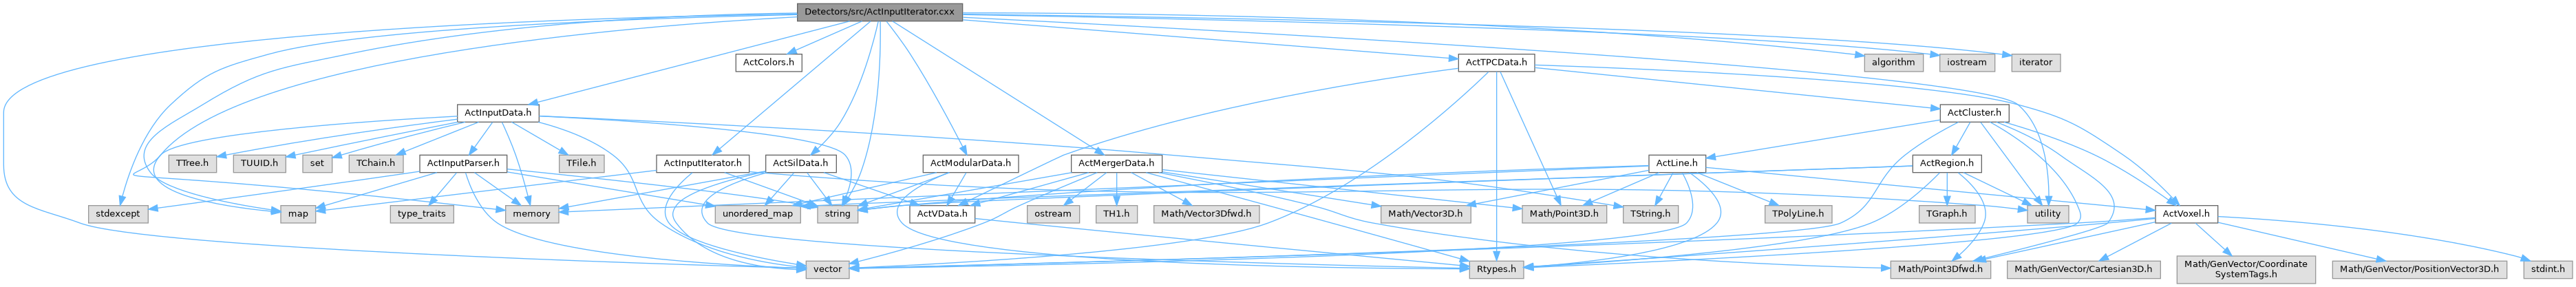 Detectors/src/ActInputIterator.cxx
ActColors.h
ActTPCData.h
algorithm
iostream
iterator
ActInputData.h
ActCluster.h
TTree.h
TUUID.h
set
TChain.h
ActInputParser.h
TFile.h
ActInputIterator.h
ActSilData.h
ActModularData.h
ActMergerData.h
ActLine.h
ActRegion.h
stdexcept
map
type_traits
memory
unordered_map
string
ActVData.h
ostream
TH1.h
Math/Vector3Dfwd.h
Math/Vector3D.h
Math/Point3D.h
TString.h
TPolyLine.h
TGraph.h
utility
ActVoxel.h
vector
Rtypes.h
Math/Point3Dfwd.h
Math/GenVector/Cartesian3D.h
Math/GenVector/Coordinate
SystemTags.h
Math/GenVector/PositionVector3D.h
stdint.h